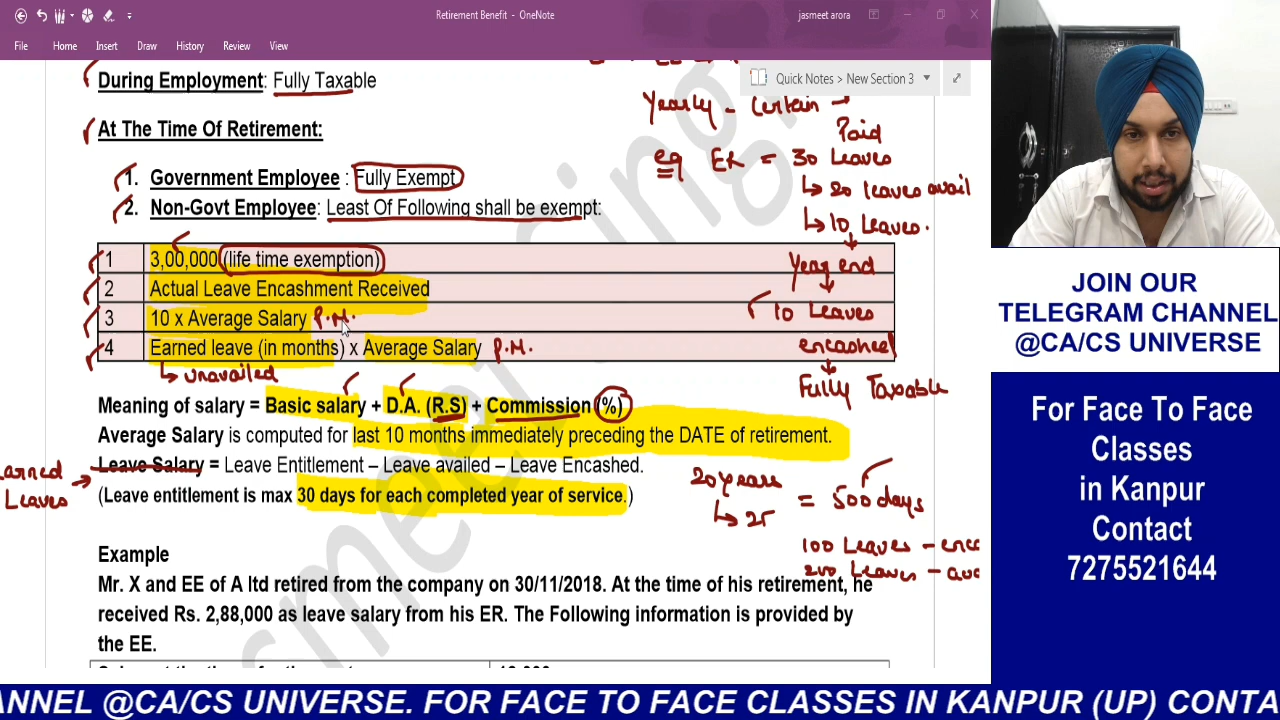 Retirement Benefit - OneNote
jasmeet arora
File Home Insert Draw History Review View
Quick Notes > New Section 3
During Employment: Fully Taxable
Yearly - Certain
At The Time Of Retirement:
Paid
eg ER = 30 Leaves
1. Government Employee : Fully Exempt
↳ 20 leaves avail
2. Non-Govt Employee: Least Of Following shall be exempt:
↳ 10 Leaves.
1 3,00,000 (life time exemption)
Year end
2 Actual Leave Encashment Received
3 10 x Average Salary P.M.
10 Leaves
4 Earned leave (in months) x Average Salary P.M.
encashed
↳ unavailed
Fully Taxable
Meaning of salary = Basic salary + D.A. (R.S) + Commission (%)
Average Salary is computed for last 10 months immediately preceding the DATE of retirement.
Earned Leaves → Leave Salary = Leave Entitlement – Leave availed – Leave Encashed.
(Leave entitlement is max 30 days for each completed year of service.)
20 years = 500 days
↳ 25
100 Leaves - enc
200 Leaves - ava
Example
Mr. X and EE of A ltd retired from the company on 30/11/2018. At the time of his retirement, he
received Rs. 2,88,000 as leave salary from his ER. The Following information is provided by
the EE.
JOIN OUR
TELEGRAM CHANNEL
@CA/CS UNIVERSE
For Face To Face
Classes
in Kanpur
Contact
7275521644
ANNEL @CA/CS UNIVERSE. FOR FACE TO FACE CLASSES IN KANPUR (UP) CONTA